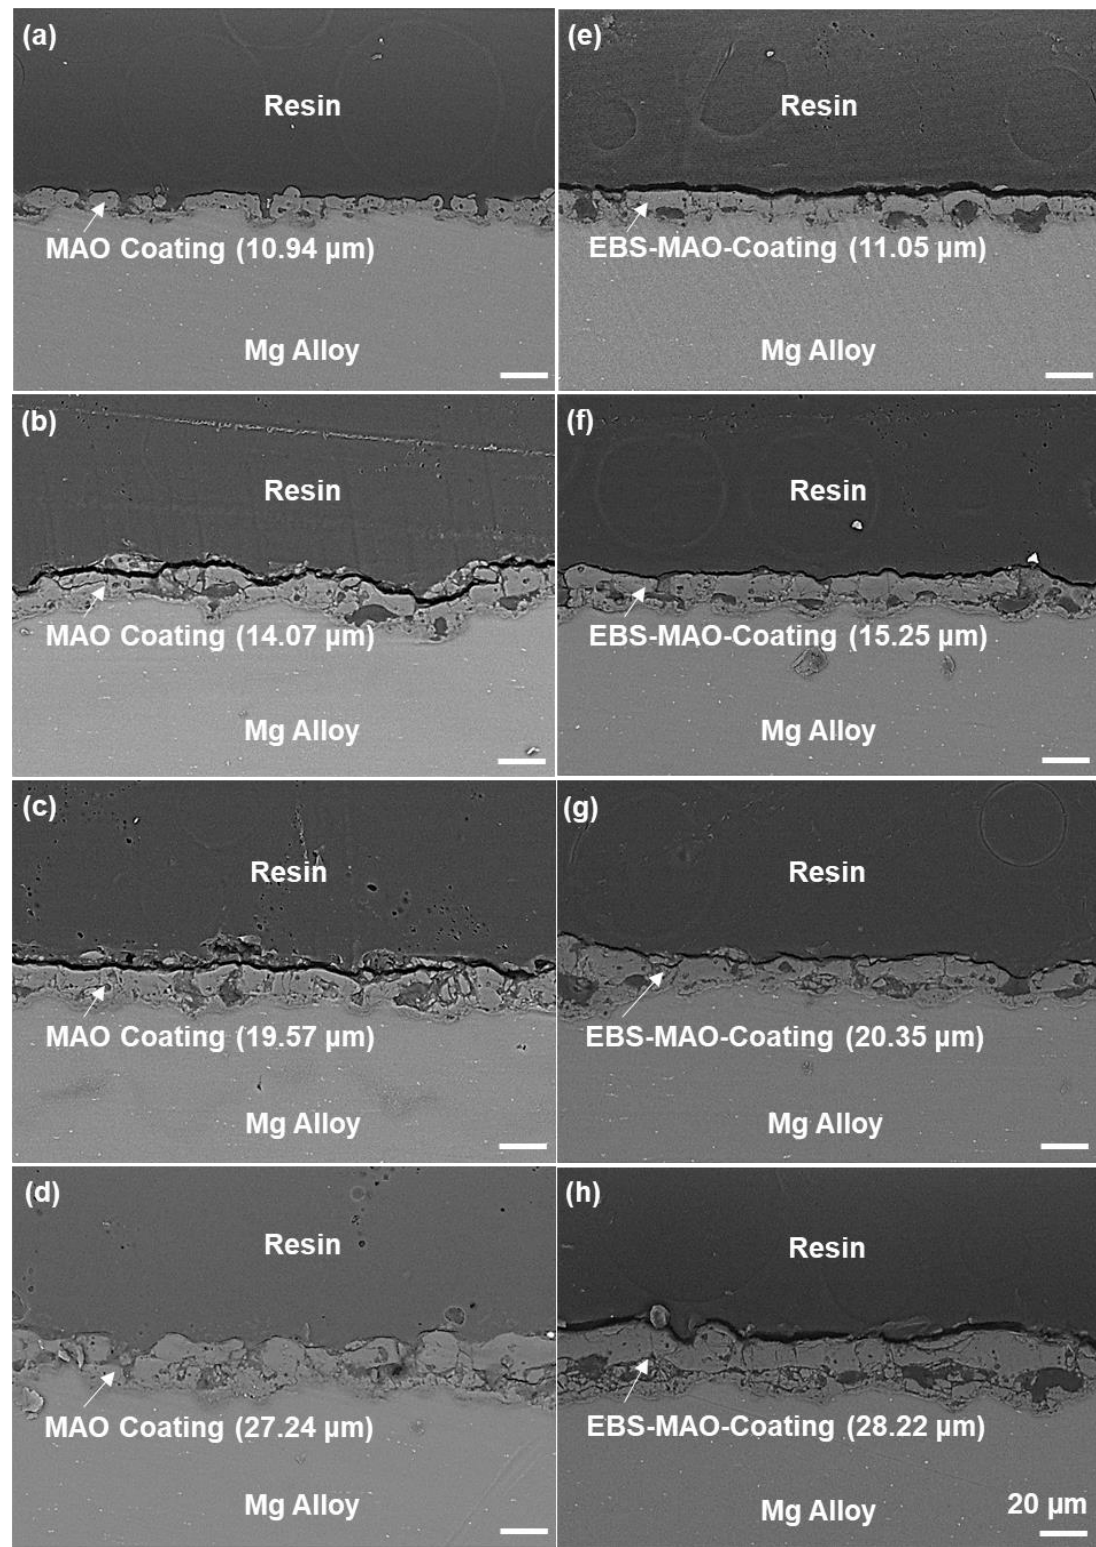 (a)
Resin
MAO Coating (10.94 µm)
Mg Alloy
(b)
Resin
MAO Coating (14.07 µm)
Mg Alloy
(c)
Resin
MAO Coating (19.57 µm)
Mg Alloy
(d)
Resin
MAO Coating (27.24 µm)
Mg Alloy
(e)
Resin
EBS-MAO-Coating (11.05 µm)
Mg Alloy
(f)
Resin
EBS-MAO-Coating (15.25 µm)
Mg Alloy
(g)
Resin
EBS-MAO-Coating (20.35 µm)
Mg Alloy
(h)
Resin
EBS-MAO-Coating (28.22 µm)
Mg Alloy
20 µm